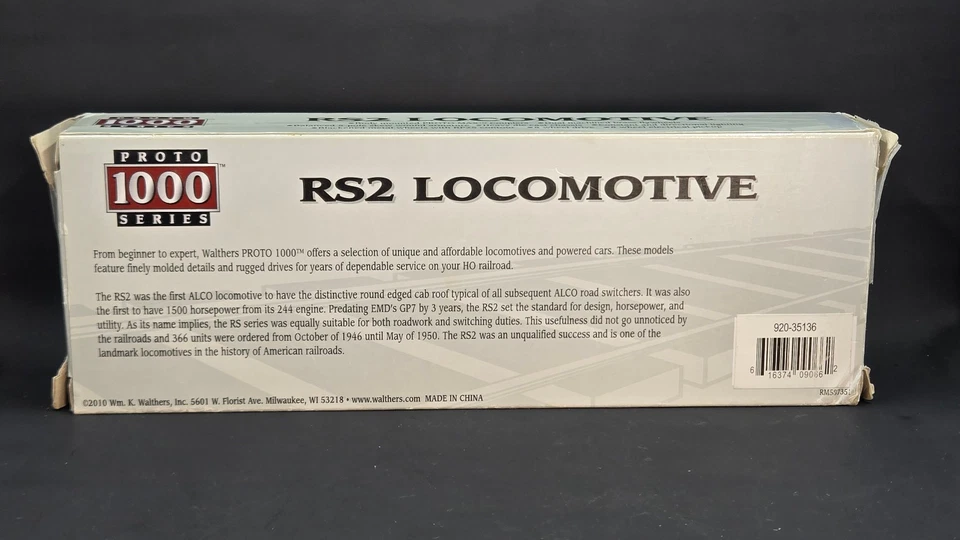 RS2 LOCOMOTIVE
PROTO
1000™
SERIES
RS2 LOCOMOTIVE
From beginner to expert, Walthers PROTO 1000™ offers a selection of unique and affordable locomotives and powered cars. These models
feature finely molded details and rugged drives for years of dependable service on your HO railroad.
The RS2 was the first ALCO locomotive to have the distinctive round edged cab roof typical of all subsequent ALCO road switchers. It was also
the first to have 1500 horsepower from its 244 engine. Predating EMD's GP7 by 3 years, the RS2 set the standard for design, horsepower, and
utility. As its name implies, the RS series was equally suitable for both roadwork and switching duties. This usefulness did not go unnoticed by
the railroads and 366 units were ordered from October of 1946 until May of 1950. The RS2 was an unqualified success and is one of the
landmark locomotives in the history of American railroads.
920-35136
6 16374 09066 2
©2010 Wm. K. Walthers, Inc. 5601 W. Florist Ave. Milwaukee, WI 53218 • www.walthers.com MADE IN CHINA